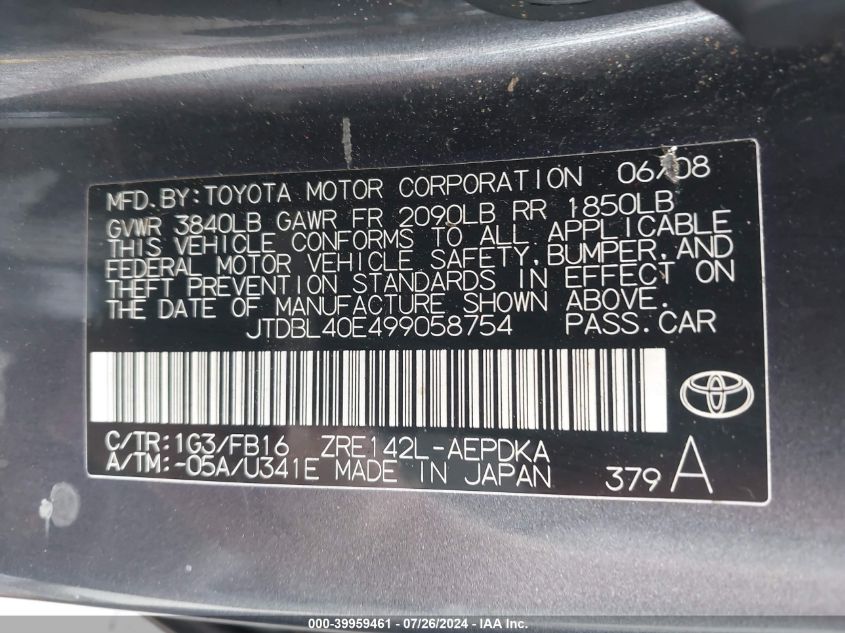 MFD.BY:TOYOTA MOTOR CORPORATION 06/08
GVWR 3840LB GAWR FR 2090LB RR 1850LB
THIS VEHICLE CONFORMS TO ALL APPLICABLE
FEDERAL MOTOR VEHICLE SAFETY,BUMPER,AND
THEFT PREVENTION STANDARDS IN EFFECT ON
THE DATE OF MANUFACTURE SHOWN ABOVE.
JTDBL40E499058754 PASS.CAR
C/TR:1G3/FB16 ZRE142L-AEPDKA
A/TM:-05A/U341E MADE IN JAPAN 379 A
000-39959461 - 07/26/2024 - IAA Inc.